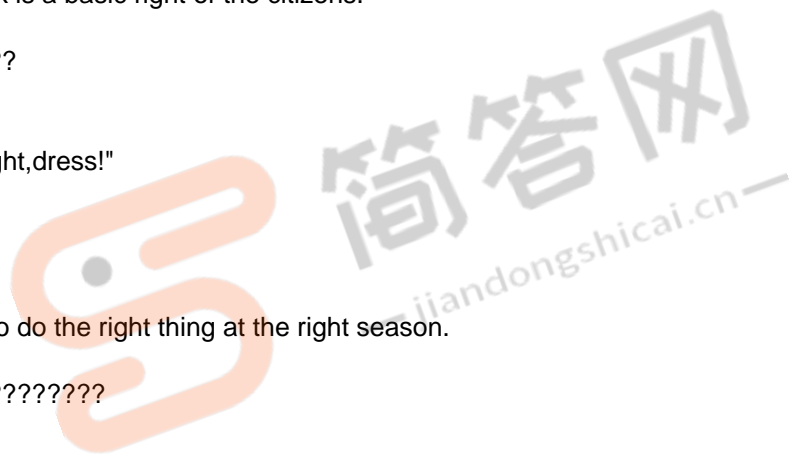 is a basic right of the citizens.
??
ght,dress!"
简答网
jiandongshicai.cn
o do the right thing at the right season.
????????